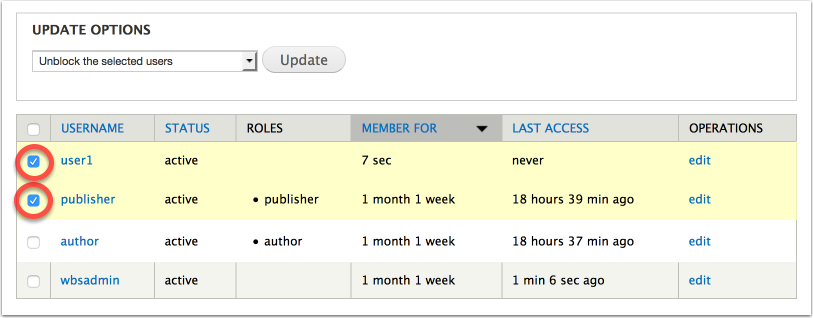 UPDATE OPTIONS
Unblock the selected users Update
USERNAME STATUS ROLES MEMBER FOR LAST ACCESS OPERATIONS
user1 active 7 sec never edit
publisher active • publisher 1 month 1 week 18 hours 39 min ago edit
author active • author 1 month 1 week 18 hours 37 min ago edit
wbsadmin active 1 month 1 week 1 min 6 sec ago edit